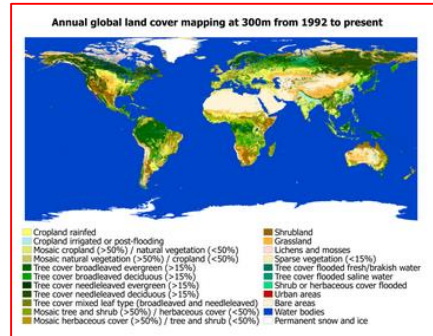 Annual global land cover mapping at 300m from 1992 to present
Cropland rainfed
Cropland irrigated or post-flooding
Mosaic cropland (>50%) / natural vegetation (<50%)
Mosaic natural vegetation (>50%) / cropland (<50%)
Tree cover broadleaved evergreen (>15%)
Tree cover broadleaved deciduous (>15%)
Tree cover needleleaved evergreen (>15%)
Tree cover needleleaved deciduous (>15%)
Tree cover mixed leaf type (broadleaved and needleleaved)
Mosaic tree and shrub (>50%) / herbaceous cover (<50%)
Mosaic herbaceous cover (>50%) / tree and shrub (<50%)
Shrubland
Grassland
Lichens and mosses
Sparse vegetation (<15%)
Tree cover flooded fresh/brakish water
Tree cover flooded saline water
Shrub or herbaceous cover flooded
Urban areas
Bare areas
Water bodies
Permanent snow and ice